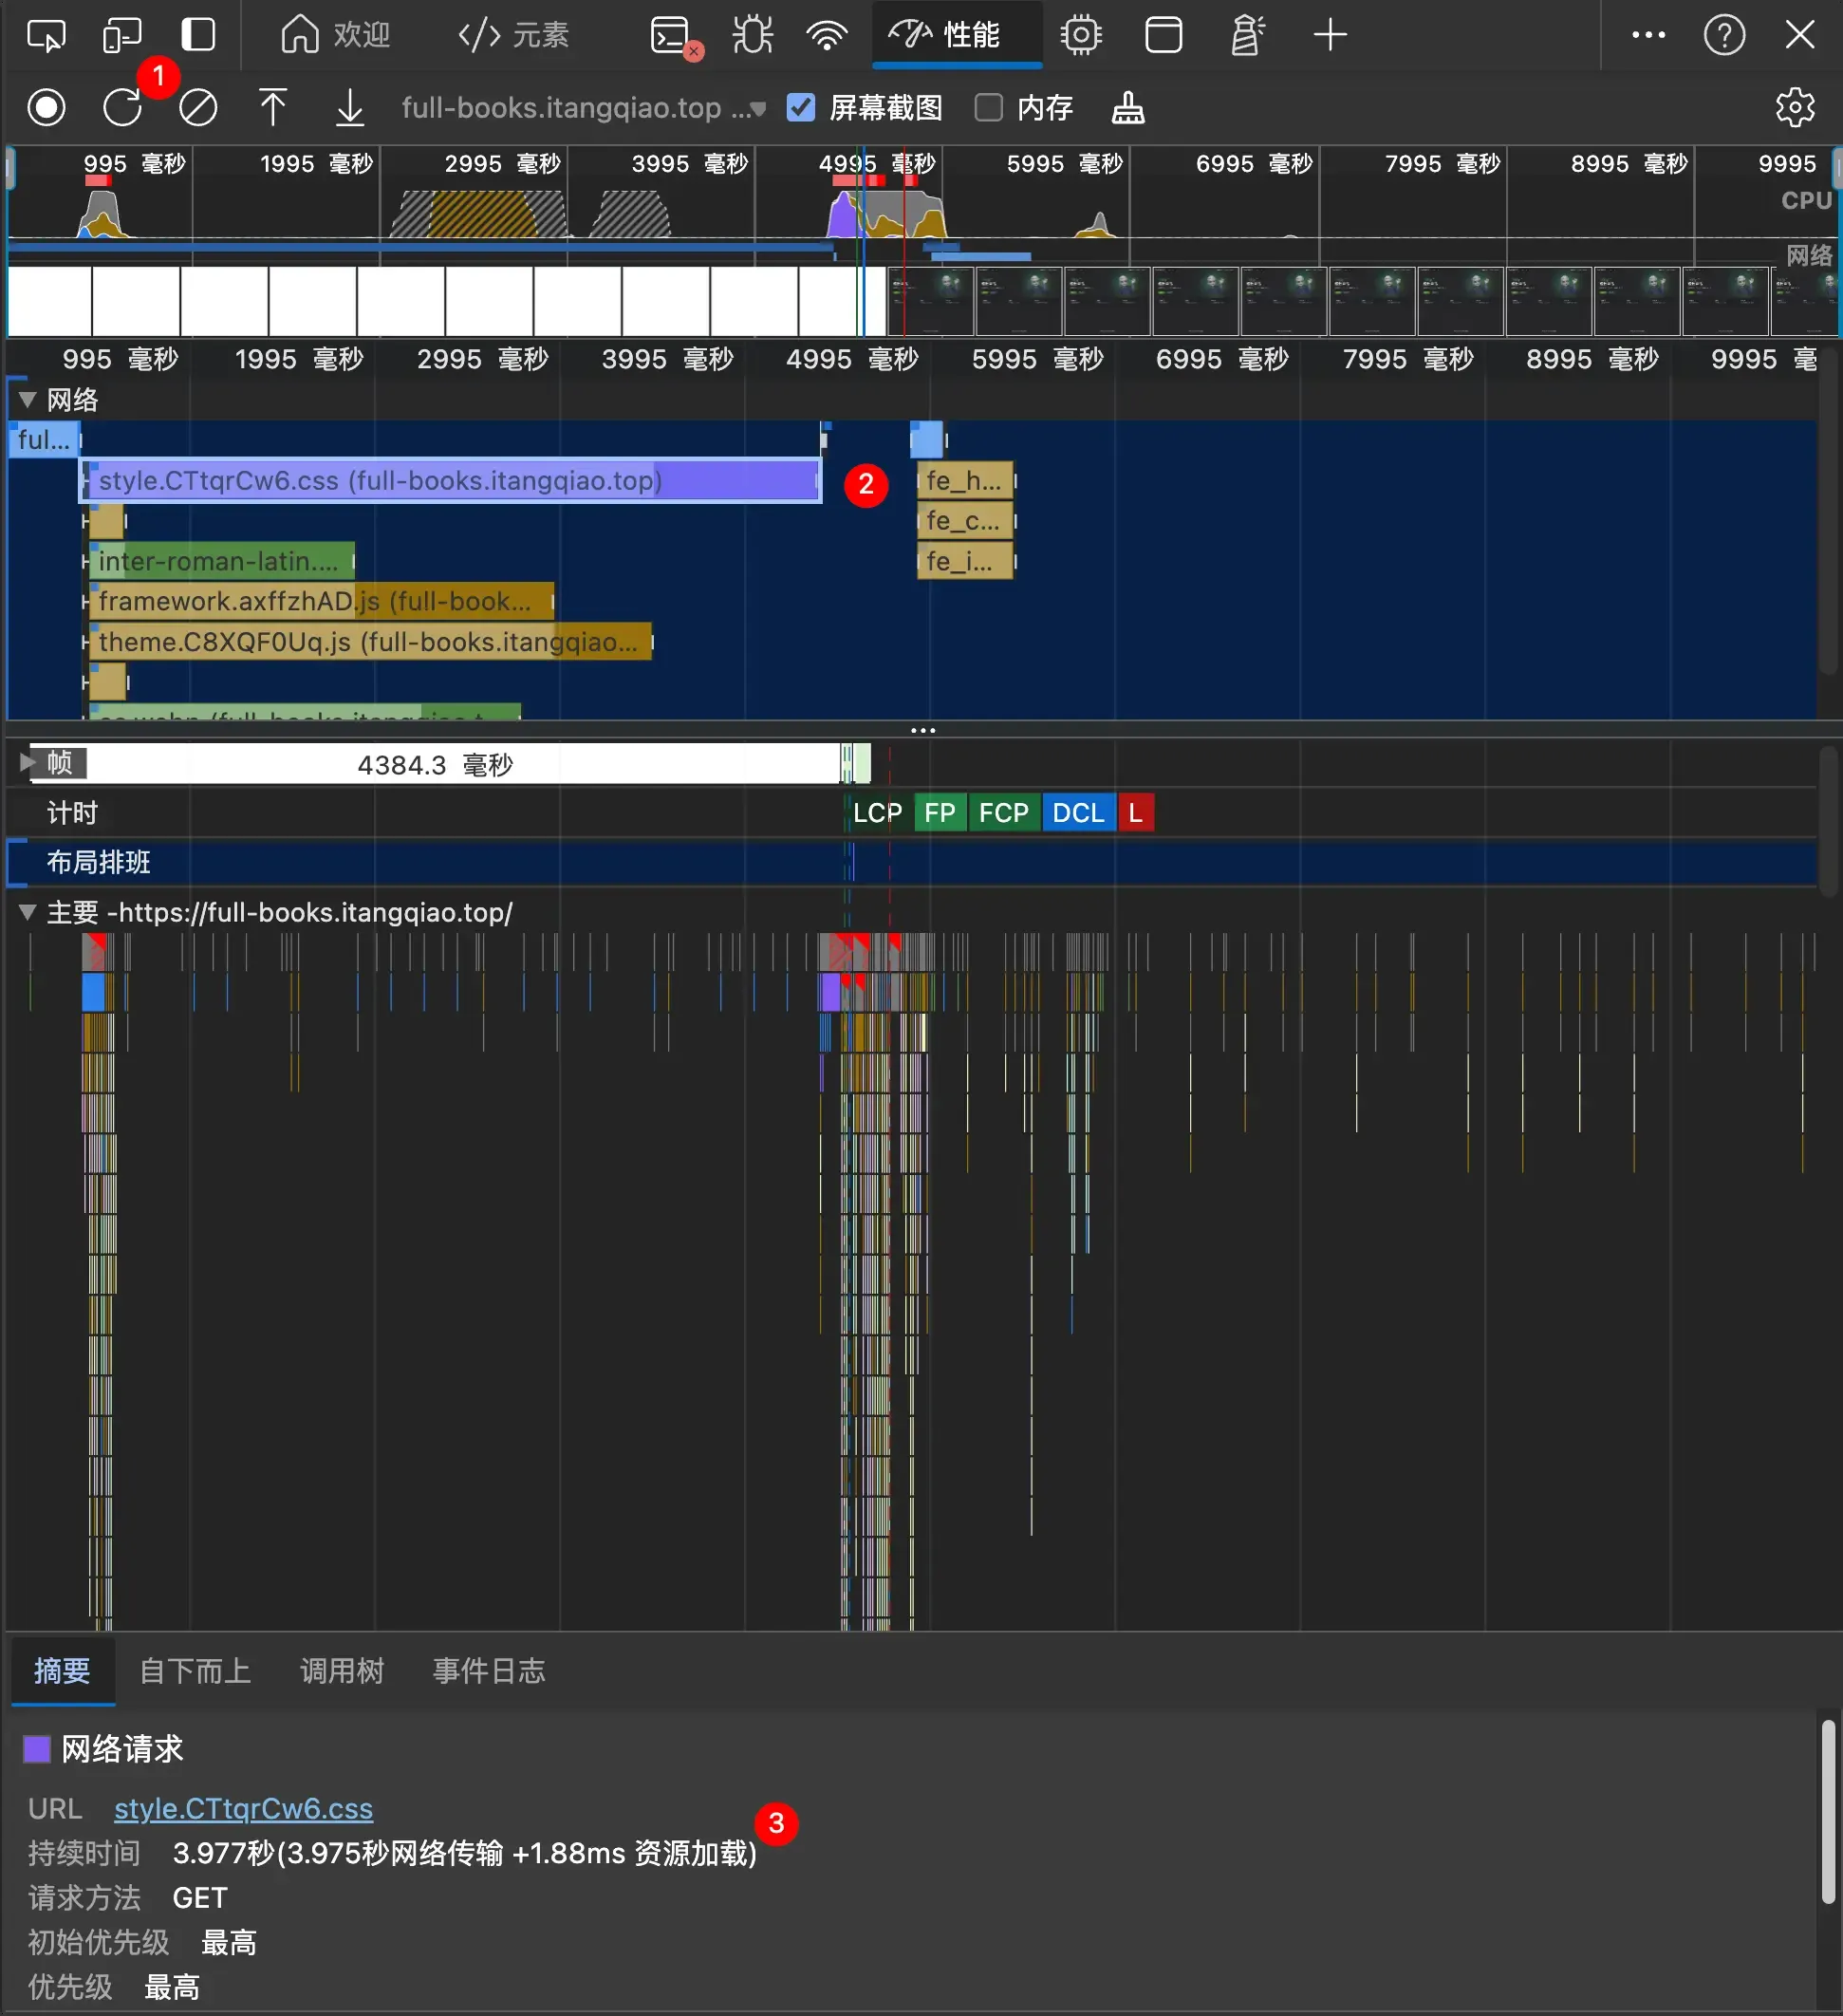 欢迎
元素
性能
1
full-books.itangqiao.top ...
屏幕截图
内存
995 毫秒 1995 毫秒 2995 毫秒 3995 毫秒 4995 毫秒 5995 毫秒 6995 毫秒 7995 毫秒 8995 毫秒 9995
CPU
网络
995 毫秒 1995 毫秒 2995 毫秒 3995 毫秒 4995 毫秒 5995 毫秒 6995 毫秒 7995 毫秒 8995 毫秒 9995 毫
网络
ful...
style.CTtqrCw6.css (full-books.itangqiao.top)
2
fe_h...
fe_c...
inter-roman-latin....
fe_i...
framework.axffzhAD.js (full-book...
theme.C8XQF0Uq.js (full-books.itangqiao...
帧
4384.3 毫秒
计时
LCP FP FCP DCL L
布局排班
主要 -https://full-books.itangqiao.top/
摘要 自下而上 调用树 事件日志
网络请求
URL style.CTtqrCw6.css
3
持续时间 3.977秒(3.975秒网络传输 +1.88ms 资源加载)
请求方法 GET
初始优先级 最高
优先级 最高